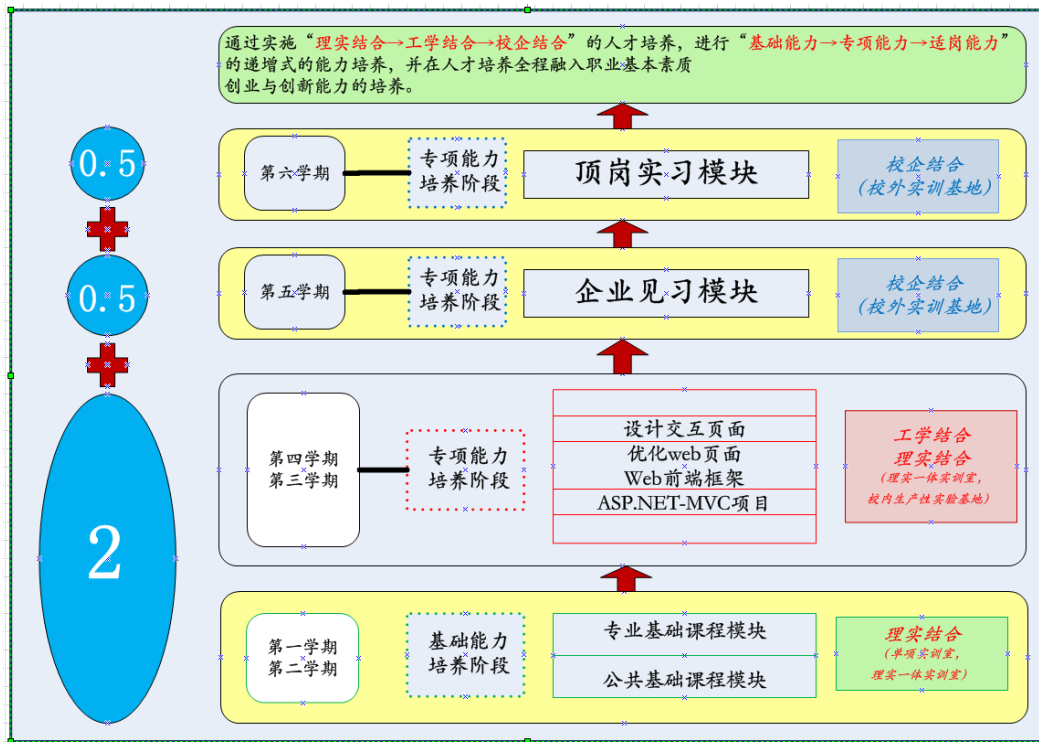 通过实施“理实结合→工学结合→校企结合”的人才培养，进行“基础能力→专项能力→适岗能力”
的递增式的能力培养，并在人才培养全程融入职业基本素质
创业与创新能力的培养。
0.5
第六学期
专项能力
培养阶段
顶岗实习模块
校企结合
（校外实训基地）
0.5
第五学期
专项能力
培养阶段
企业见习模块
校企结合
（校外实训基地）
2
第四学期
第三学期
专项能力
培养阶段
设计交互页面
优化web页面
Web前端框架
ASP.NET-MVC项目
工学结合
理实结合
（理实一体实训室，
校内生产性实验基地）
第一学期
第二学期
基础能力
培养阶段
专业基础课程模块
公共基础课程模块
理实结合
（单项实训室，
理实一体实训室）